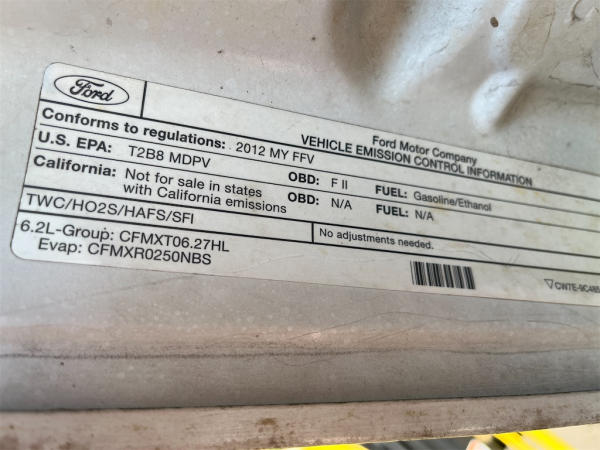 Ford
Ford Motor Company
VEHICLE EMISSION CONTROL INFORMATION
Conforms to regulations: 2012 MY FFV
U.S. EPA: T2B8 MDPV OBD: F II FUEL: Gasoline/Ethanol
California: Not for sale in states OBD: N/A FUEL: N/A
with California emissions
TWC/HO2S/HAFS/SFI No adjustments needed.
6.2L-Group: CFMXT06.27HL
Evap: CFMXR0250NBS